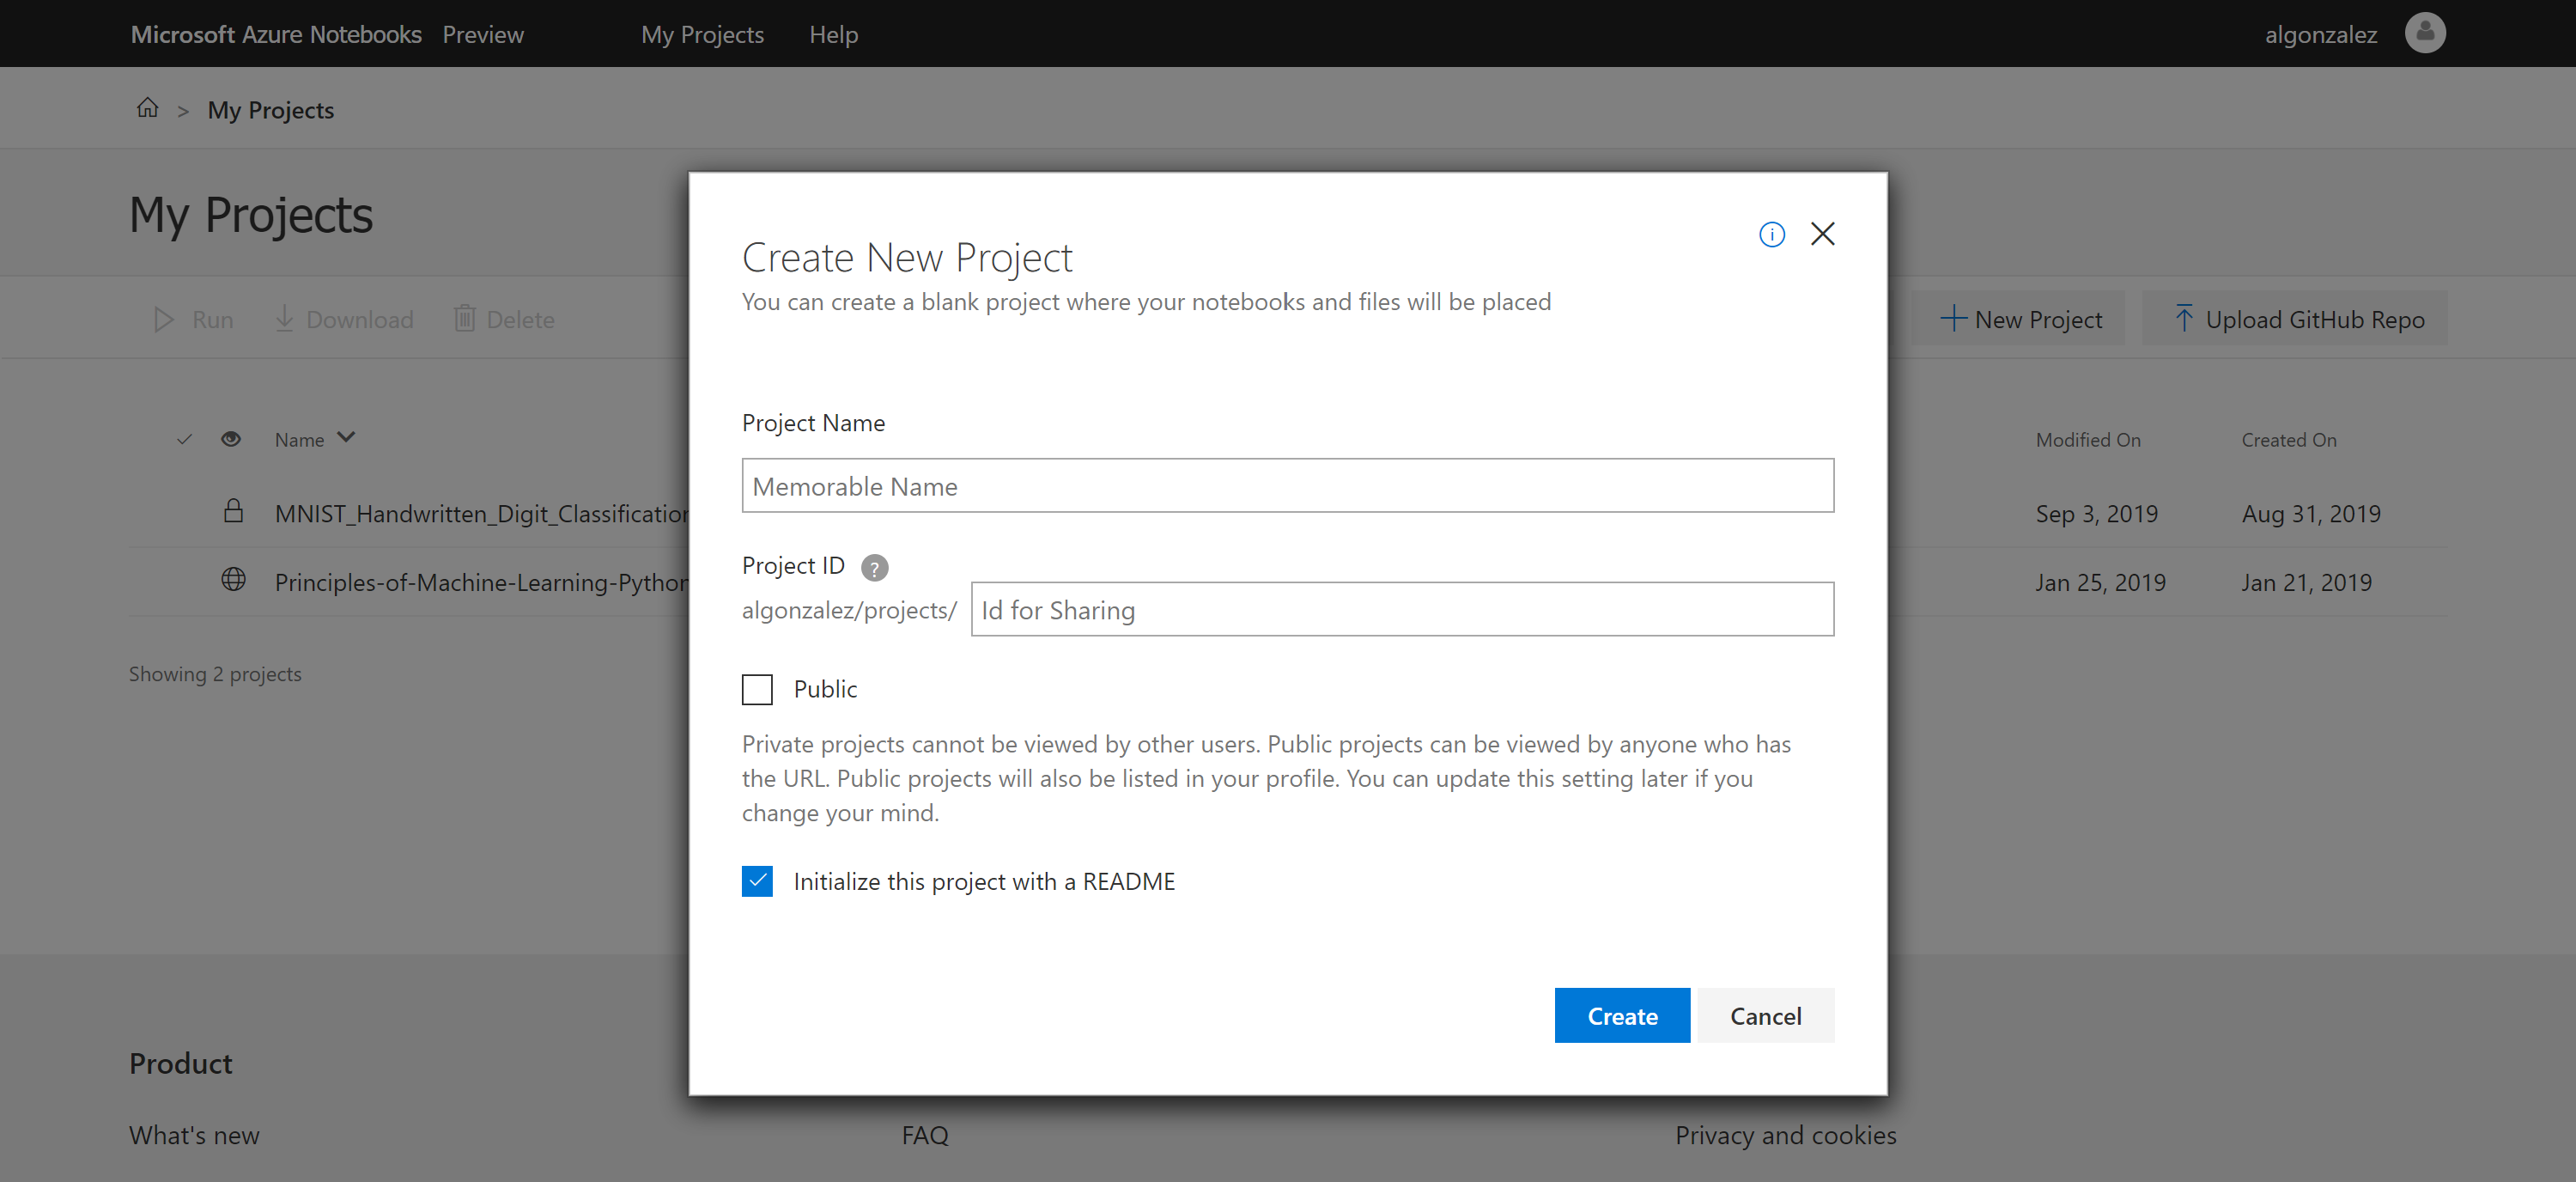 Microsoft Azure Notebooks Preview My Projects Help algonzalez
> My Projects
My Projects
Run Download Delete
New Project Upload GitHub Repo
Name Modified On Created On
MNIST_Handwritten_Digit_Classification Sep 3, 2019 Aug 31, 2019
Principles-of-Machine-Learning-Python Jan 25, 2019 Jan 21, 2019
Showing 2 projects
Create New Project
You can create a blank project where your notebooks and files will be placed
Project Name
Memorable Name
Project ID ?
algonzalez/projects/ Id for Sharing
Public
Private projects cannot be viewed by other users. Public projects can be viewed by anyone who has
the URL. Public projects will also be listed in your profile. You can update this setting later if you
change your mind.
Initialize this project with a README
Create Cancel
Product
What's new FAQ Privacy and cookies